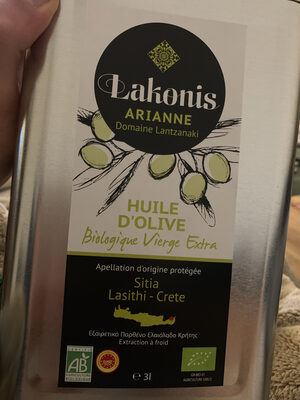 Lakonis
ARIANNE
Domaine Lantzanaki
HUILE
D'OLIVE
Biologique Vierge Extra
Apellation d'origine protégée
Sitia
Lasithi - Crete
Εξαιρετικό Παρθένο Ελαιόλαδο Κρήτης
Extraction à froid
AB
3l